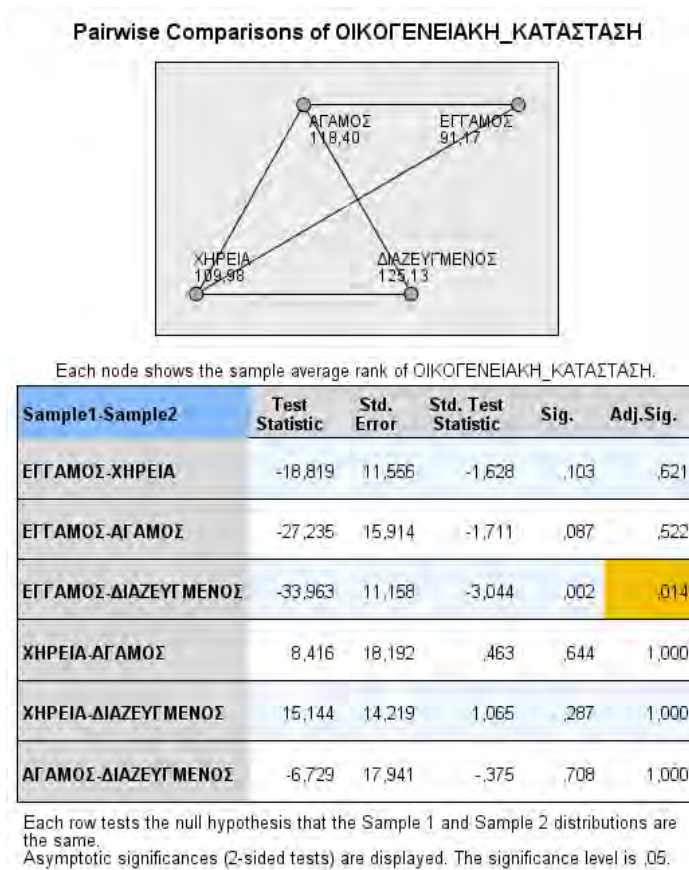 Pairwise Comparisons of ΟΙΚΟΓΕΝΕΙΑΚΗ_ΚΑΤΑΣΤΑΣΗ
ΑΓΑΜΟΣ ΕΓΓΑΜΟΣ
118,40 91,17
ΧΗΡΕΙΑ ΔΙΑΖΕΥΓΜΕΝΟΣ
109,98 125,13
Each node shows the sample average rank of ΟΙΚΟΓΕΝΕΙΑΚΗ_ΚΑΤΑΣΤΑΣΗ.
Sample1-Sample2 Test Statistic Std. Error Std. Test Statistic Sig. Adj.Sig.
ΕΓΓΑΜΟΣ-ΧΗΡΕΙΑ -18,819 11,556 -1,628 ,103 ,621
ΕΓΓΑΜΟΣ-ΑΓΑΜΟΣ -27,235 15,914 -1,711 ,087 ,522
ΕΓΓΑΜΟΣ-ΔΙΑΖΕΥΓΜΕΝΟΣ -33,963 11,158 -3,044 ,002 ,014
ΧΗΡΕΙΑ-ΑΓΑΜΟΣ 8,416 18,192 ,463 ,644 1,000
ΧΗΡΕΙΑ-ΔΙΑΖΕΥΓΜΕΝΟΣ 15,144 14,219 1,065 ,287 1,000
ΑΓΑΜΟΣ-ΔΙΑΖΕΥΓΜΕΝΟΣ -6,729 17,941 -,375 ,708 1,000
Each row tests the null hypothesis that the Sample 1 and Sample 2 distributions are
the same.
Asymptotic significances (2-sided tests) are displayed. The significance level is ,05.